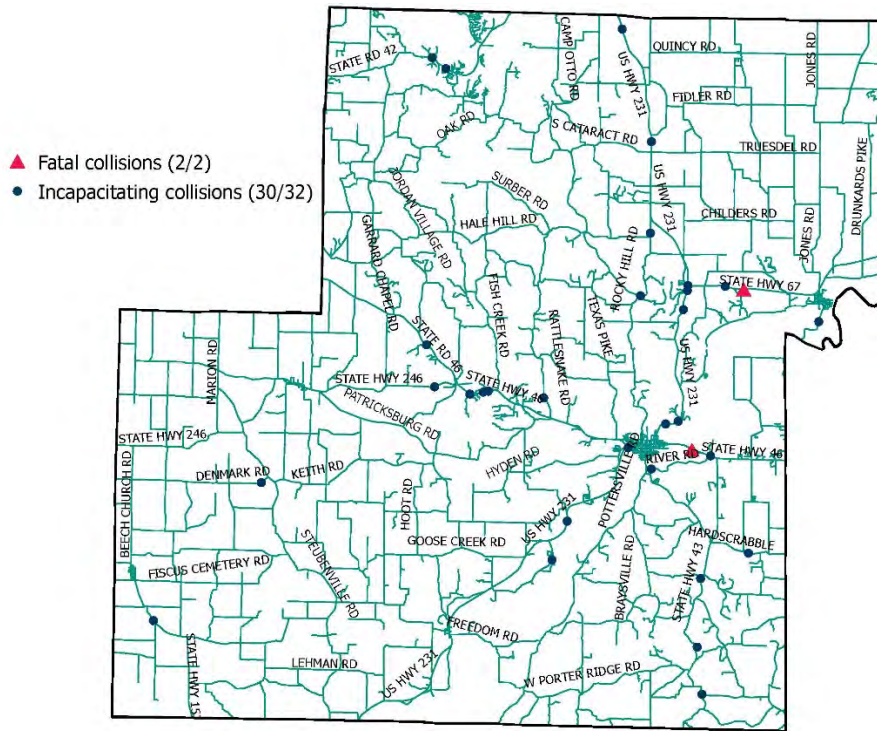 Fatal collisions (2/2)
Incapacitating collisions (30/32)
STATE RD 42
CAMP OTTO RD
US HWY 231
QUINCY RD
JONES RD
FIDLER RD
OAK RD
S CATARACT RD
TRUESDEL RD
DRUNKARDS PIKE
JORDAN VILLAGE RD
SURBER RD
US HWY 231
GARRARD CHAPEL RD
HALE HILL RD
CHILDERS RD
JONES RD
FISH CREEK RD
ROCKY HILL RD
STATE HWY 67
RATTLESNAKE RD
TEXAS PIKE
MARION RD
STATE RD 46
US HWY 231
STATE HWY 246
STATE HWY 46
PATRICKSBURG RD
STATE HWY 246
HYDEN RD
POTTERSVILLE RD
RIVER RD
STATE HWY 46
BEECH CHURCH RD
DENMARK RD
KEITH RD
HOOT RD
US HWY 231
GOOSE CREEK RD
HARDSCRABBLE
FISCUS CEMETERY RD
STEUBENVILLE RD
BRAYSVILLE RD
STATE HWY 43
FREEDOM RD
STATE HWY 15
LEHMAN RD
US HWY 231
W PORTER RIDGE RD